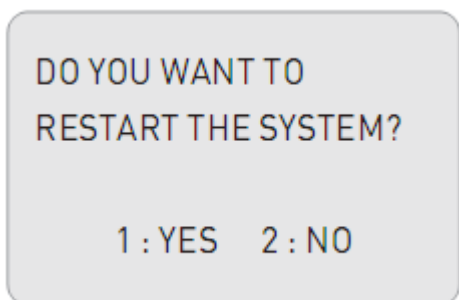 DO YOU WANT TO
RESTART THE SYSTEM?
1 : YES 2 : NO